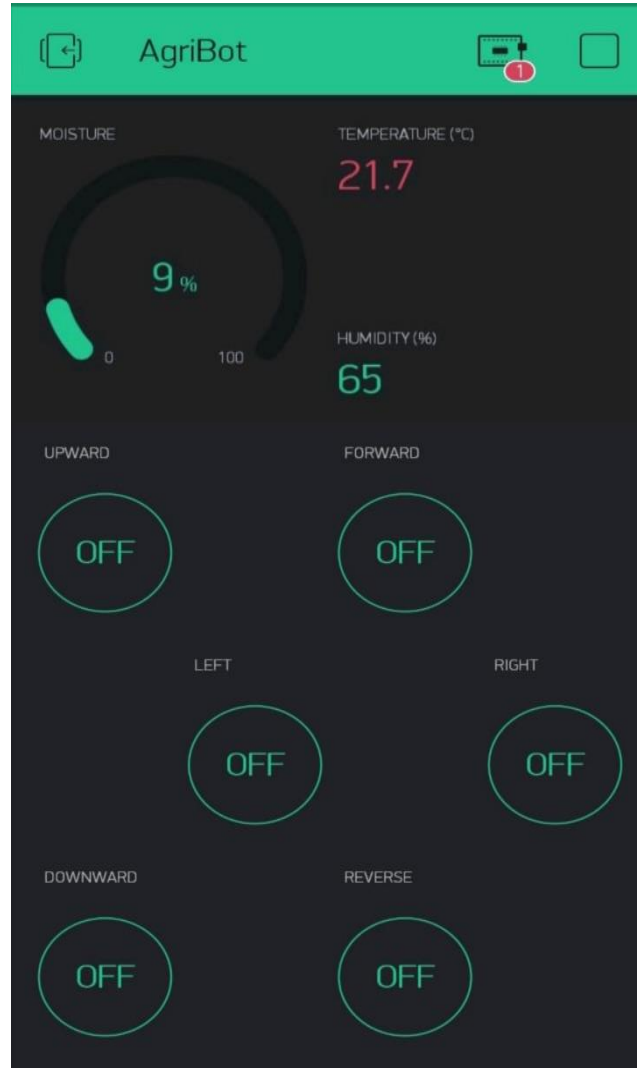 AgriBot
1
MOISTURE
TEMPERATURE (°C)
21.7
9 %
0
100
HUMIDITY (%)
65
UPWARD
FORWARD
OFF
OFF
LEFT
RIGHT
OFF
OFF
DOWNWARD
REVERSE
OFF
OFF